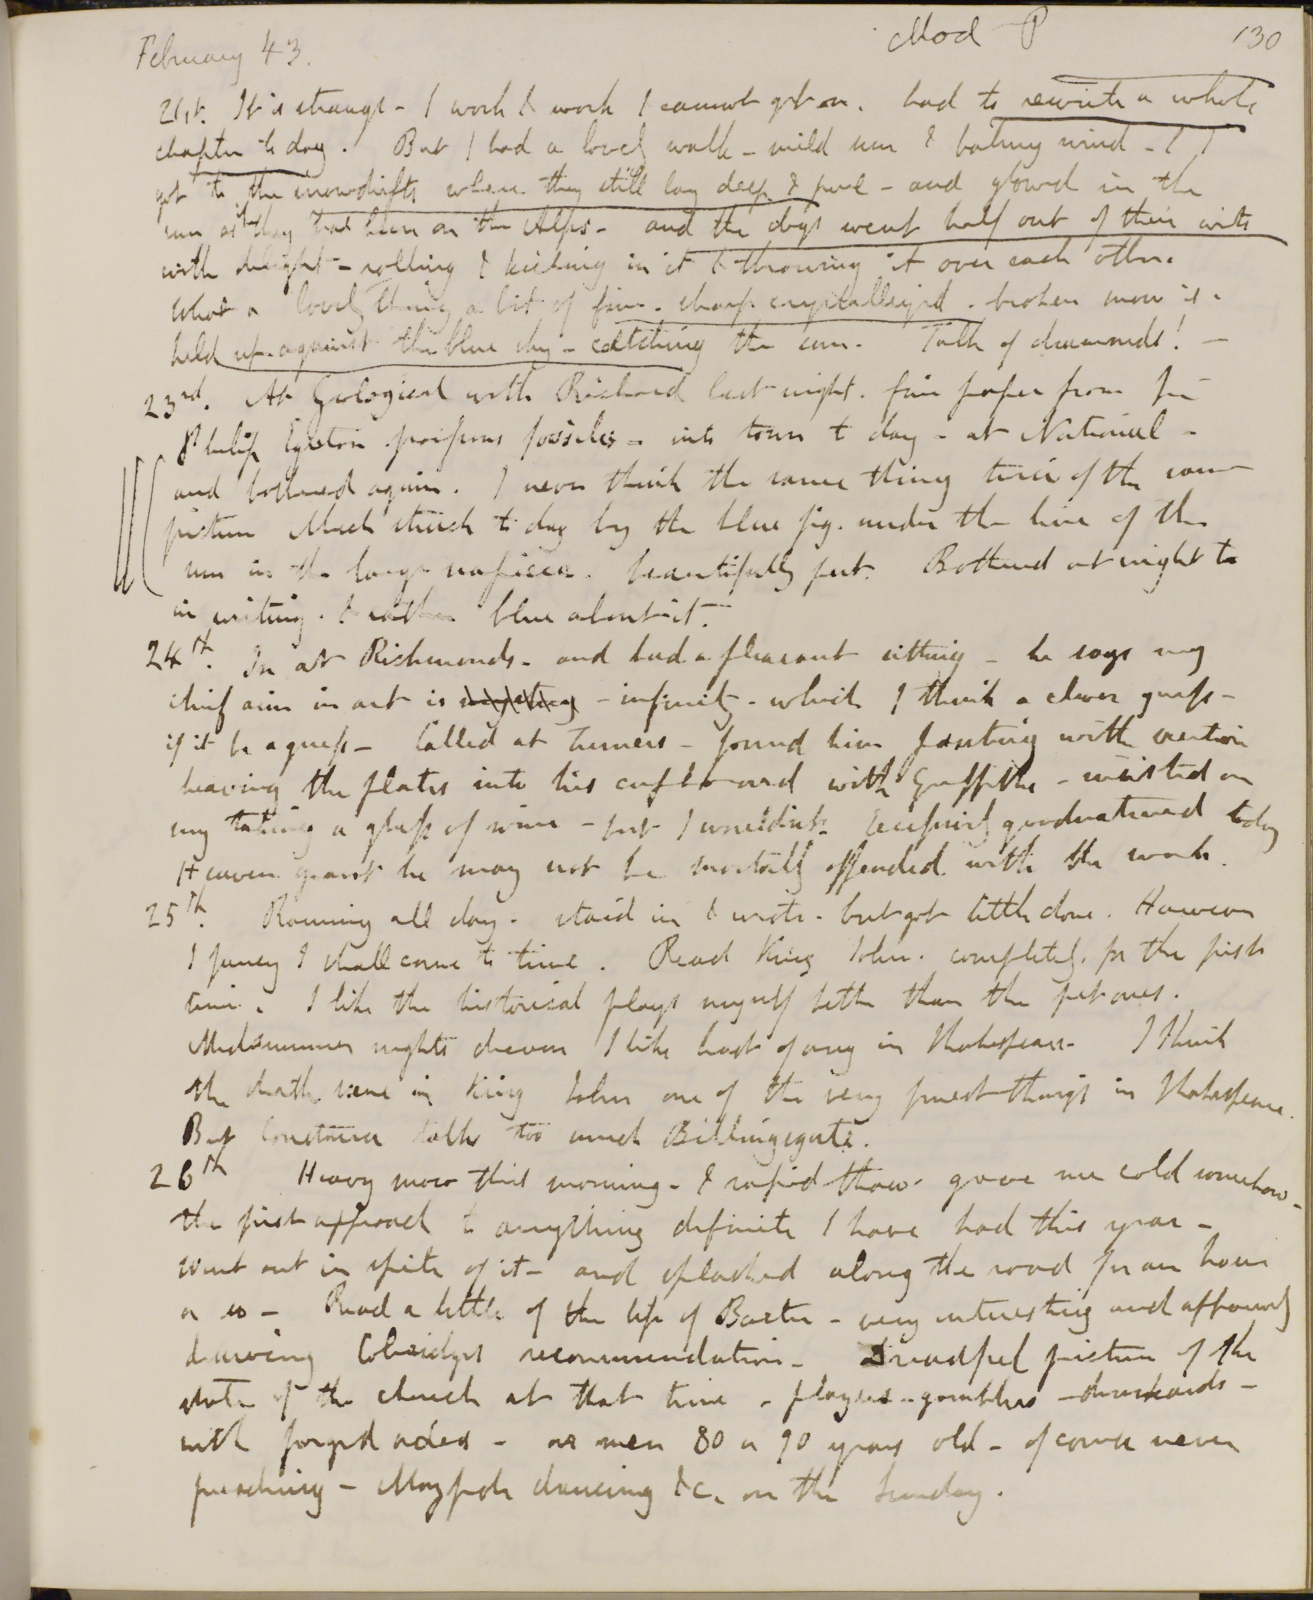 February 43.
Mod P
130
21st. It is strange - I work & work & cannot get on. had to rewrite a whole
chapter to day. But I had a lovely walk - mild sun & balmy wind - & I
got to the snowdrifts where they still lay deep & pure - and glowed in the
sun as they had been on the Alps - and the dogs went half out of their wits
with delight - rolling & kicking in it & throwing it over each other.
What a lovely thing a bit of fine - sharp crystallized - broken snow is.
held up against the blue sky - catching the sun. Talk of diamonds! -
23rd. At Geological with Richard last night. fine paper from Sir
Philip Egerton fossiles - into town to day - at National -
and bothered again. I never think the same thing twice of the same
picture Much struck to day by the blue fig. under the line of the
sun in the large seapiece. beautifully put. Bothered at night to
in writing. & rather blue about it.
24th. In at Richmonds - and had a pleasant sitting - he says my
chief aim in art is - infinity - which I think a clever guess -
if it be a guess - Called at Turners - found him panting with exertion
heaving the plates into his cupboard with Griffiths - insisted on
my taking a glass of wine - but I wouldnt. Excessively goodnatured today
Heaven grant he may not be mortally offended with the work.
25th. Raining all day - staid in & wrote - but got little done. However
I fancy I shall come to time. Read King John. completely. for the first
time. I like the historical plays myself better than the pet ones.
Midsummer nights dream I like least of any in Shakespeare. I think
the death scene in King John one of the very finest things in Shakespeare.
But Constance talks too much Billingsgate.
26th Heavy snow this morning - & rapid thaw - gave me cold somehow -
the first approach to anything definite I have had this year -
went out in spite of it - and splashed along the road for an hour
or so - Read a little of the life of Baxter - very interesting and
deserving Coleridges recommendation - Dreadful picture of the
state of the church at that time - players - gamblers - drunkards -
with forged orders - or men 80 or 90 years old - of course never
preaching - Maypole dancing &c. on the Sunday.